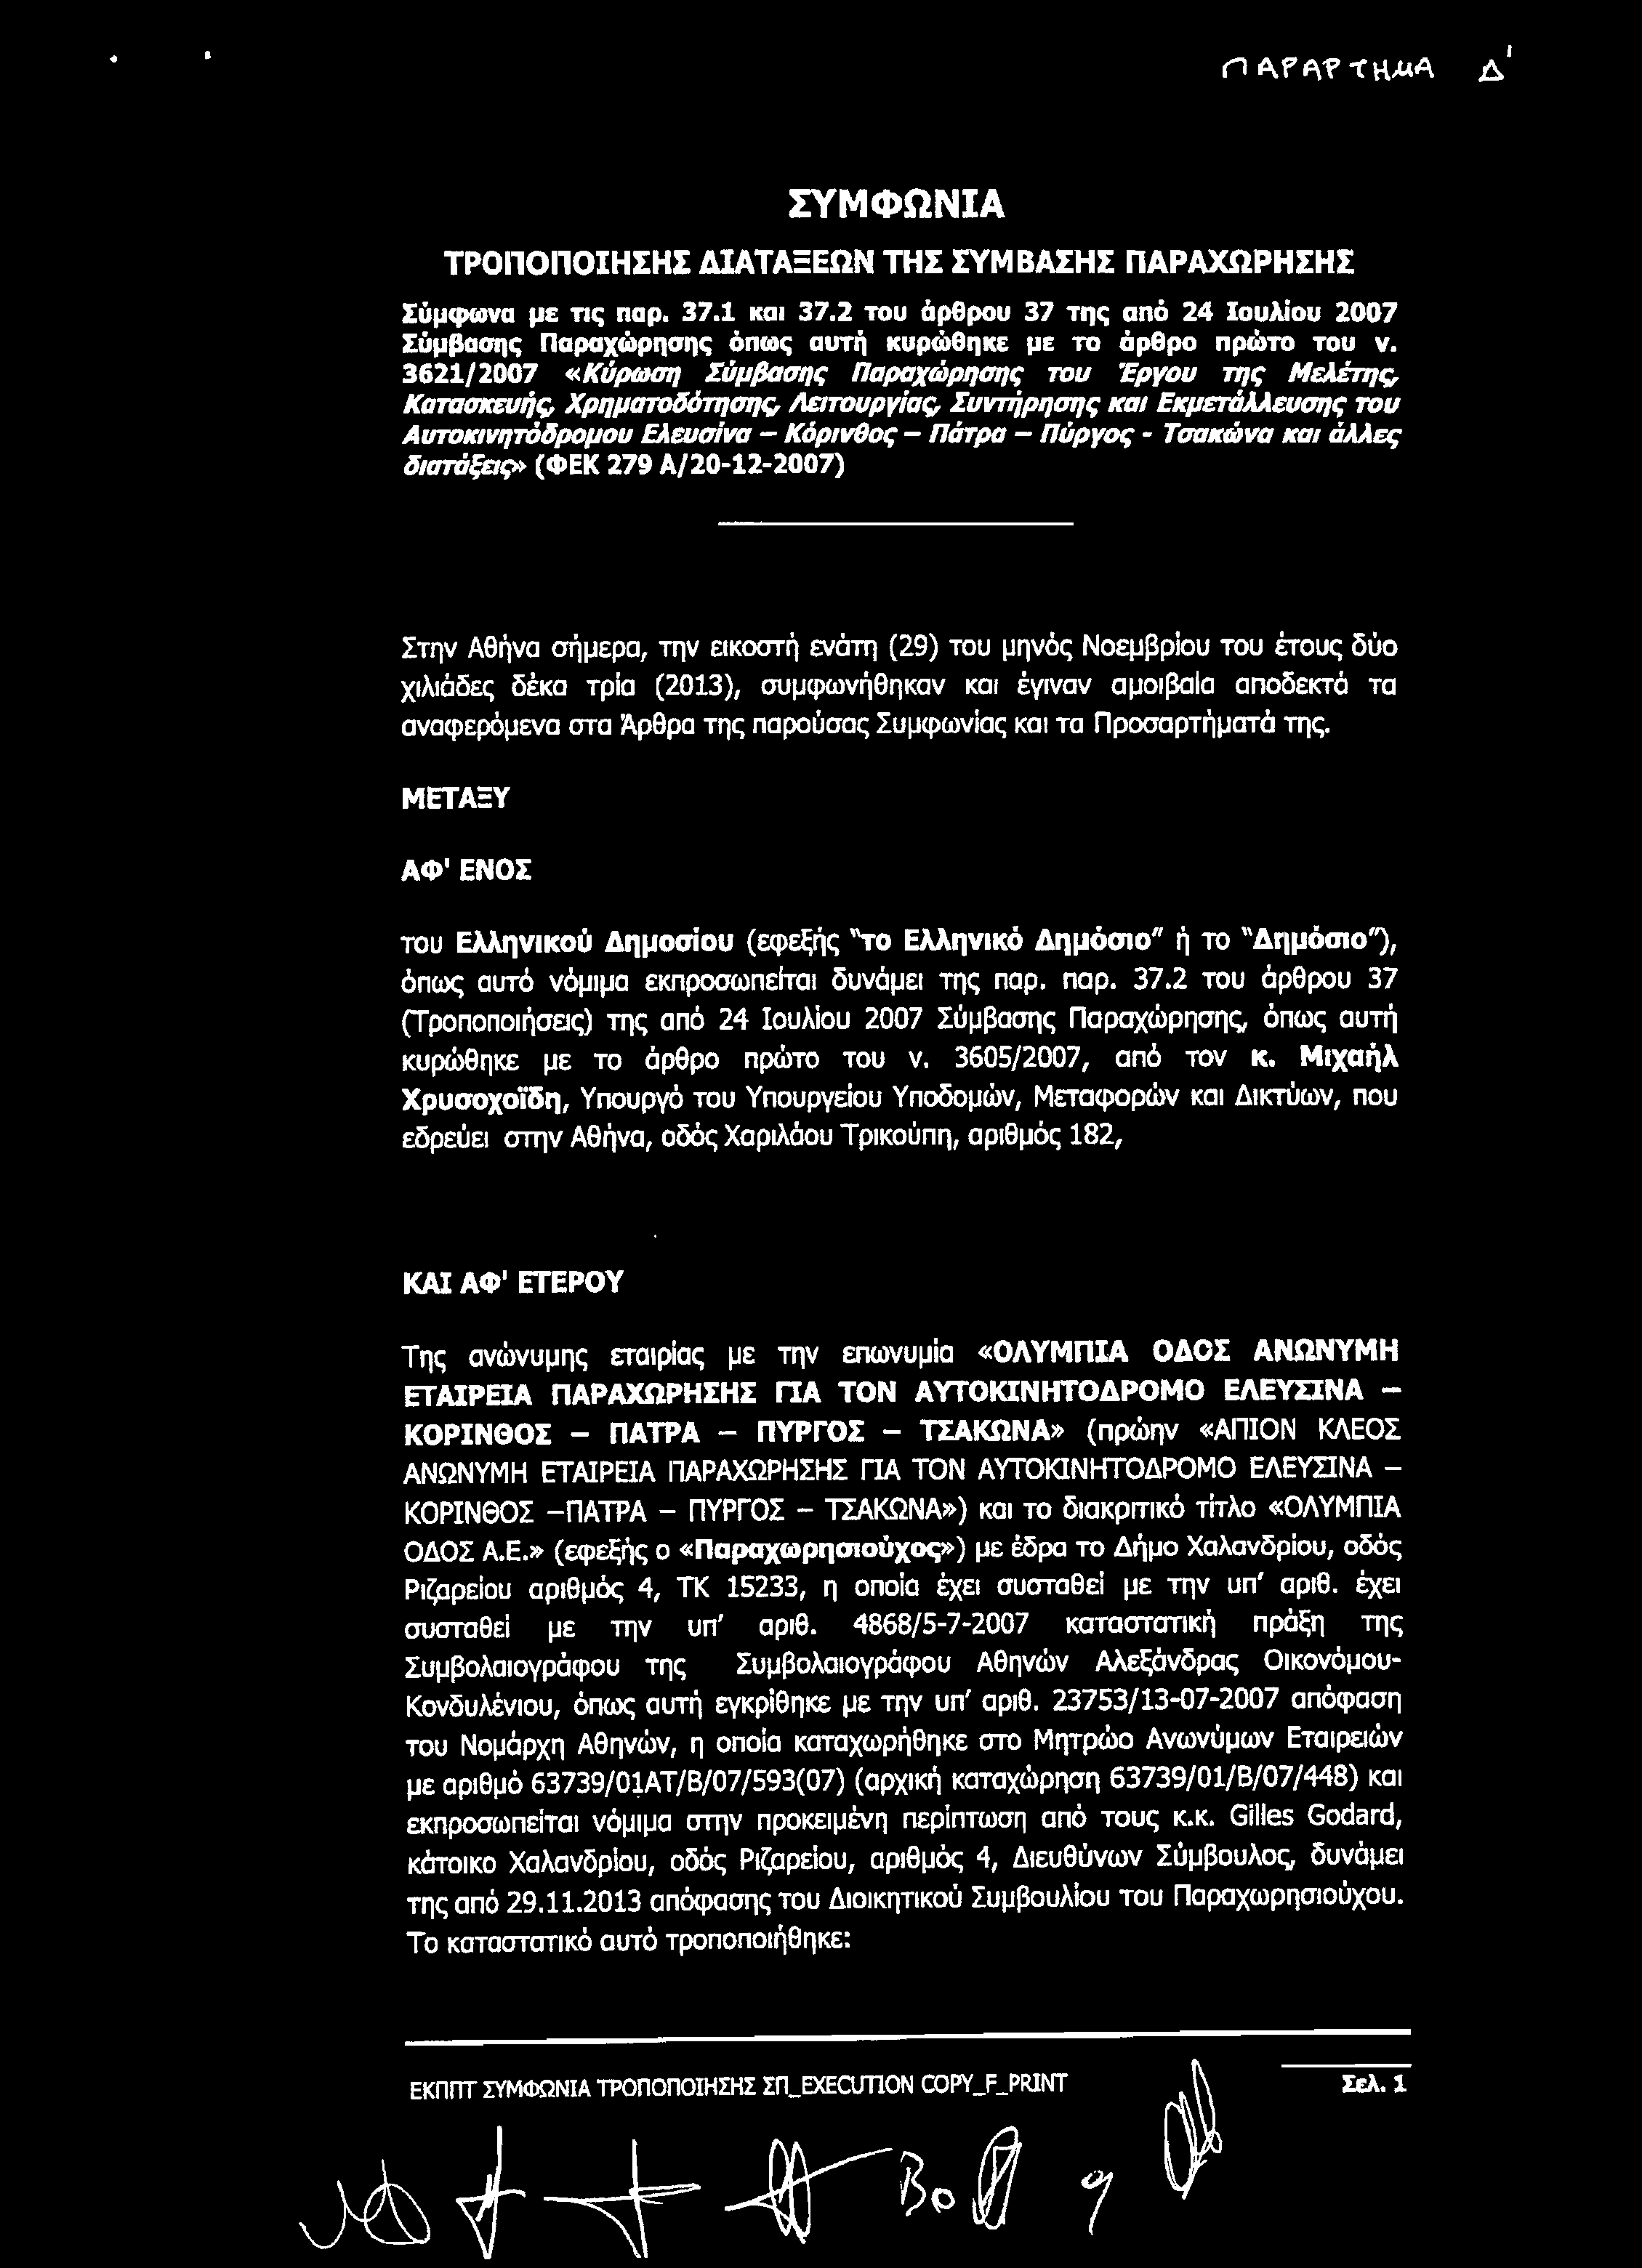 ΠΑΡΑΡΤΗΜΑ Δ'
ΣΥΜΦΩΝΙΑ
ΤΡΟΠΟΠΟΙΗΣΗΣ ΔΙΑΤΑΞΕΩΝ ΤΗΣ ΣΥΜΒΑΣΗΣ ΠΑΡΑΧΩΡΗΣΗΣ
Σύμφωνα με τις παρ. 37.1 και 37.2 του άρθρου 37 της από 24 Ιουλίου 2007
Σύμβασης Παραχώρησης όπως αυτή κυρώθηκε με το άρθρο πρώτο του ν.
3621/2007 «Κύρωση Σύμβασης Παραχώρησης του Έργου της Μελέτης,
Κατασκευής, Χρηματοδότησης, Λειτουργίας, Συντήρησης και Εκμετάλλευσης του
Αυτοκινητόδρομου Ελευσίνα – Κόρινθος – Πάτρα – Πύργος - Τσακώνα και άλλες
διατάξεις» (ΦΕΚ 279 Α/20-12-2007)
Στην Αθήνα σήμερα, την εικοστή ενάτη (29) του μηνός Νοεμβρίου του έτους δύο
χιλιάδες δέκα τρία (2013), συμφωνήθηκαν και έγιναν αμοιβαία αποδεκτά τα
αναφερόμενα στα Άρθρα της παρούσας Συμφωνίας και τα Προσαρτήματά της.
ΜΕΤΑΞΥ
ΑΦ' ΕΝΟΣ
του Ελληνικού Δημοσίου (εφεξής "το Ελληνικό Δημόσιο" ή το "Δημόσιο"),
όπως αυτό νόμιμα εκπροσωπείται δυνάμει της παρ. παρ. 37.2 του άρθρου 37
(Τροποποιήσεις) της από 24 Ιουλίου 2007 Σύμβασης Παραχώρησης, όπως αυτή
κυρώθηκε με το άρθρο πρώτο του ν. 3605/2007, από τον κ. Μιχαήλ
Χρυσοχοϊδη, Υπουργό του Υπουργείου Υποδομών, Μεταφορών και Δικτύων, που
εδρεύει στην Αθήνα, οδός Χαριλάου Τρικούπη, αριθμός 182,
ΚΑΙ ΑΦ' ΕΤΕΡΟΥ
Της ανώνυμης εταιρίας με την επωνυμία «ΟΛΥΜΠΙΑ ΟΔΟΣ ΑΝΩΝΥΜΗ
ΕΤΑΙΡΕΙΑ ΠΑΡΑΧΩΡΗΣΗΣ ΓΙΑ ΤΟΝ ΑΥΤΟΚΙΝΗΤΟΔΡΟΜΟ ΕΛΕΥΣΙΝΑ –
ΚΟΡΙΝΘΟΣ – ΠΑΤΡΑ – ΠΥΡΓΟΣ – ΤΣΑΚΩΝΑ» (πρώην «ΑΠΙΟΝ ΚΛΕΟΣ
ΑΝΩΝΥΜΗ ΕΤΑΙΡΕΙΑ ΠΑΡΑΧΩΡΗΣΗΣ ΓΙΑ ΤΟΝ ΑΥΤΟΚΙΝΗΤΟΔΡΟΜΟ ΕΛΕΥΣΙΝΑ –
ΚΟΡΙΝΘΟΣ –ΠΑΤΡΑ – ΠΥΡΓΟΣ – ΤΣΑΚΩΝΑ») και το διακριτικό τίτλο «ΟΛΥΜΠΙΑ
ΟΔΟΣ Α.Ε.» (εφεξής ο «Παραχωρησιούχος») με έδρα το Δήμο Χαλανδρίου, οδός
Ριζαρείου αριθμός 4, ΤΚ 15233, η οποία έχει συσταθεί με την υπ' αριθ. έχει
συσταθεί με την υπ' αριθ. 4868/5-7-2007 καταστατική πράξη της
Συμβολαιογράφου της Συμβολαιογράφου Αθηνών Αλεξάνδρας Οικονόμου-
Κονδυλένιου, όπως αυτή εγκρίθηκε με την υπ' αριθ. 23753/13-07-2007 απόφαση
του Νομάρχη Αθηνών, η οποία καταχωρήθηκε στο Μητρώο Ανωνύμων Εταιρειών
με αριθμό 63739/01ΑΤ/Β/07/593(07) (αρχική καταχώρηση 63739/01/Β/07/448) και
εκπροσωπείται νόμιμα στην προκειμένη περίπτωση από τους κ.κ. Gilles Godard,
κάτοικο Χαλανδρίου, οδός Ριζαρείου, αριθμός 4, Διευθύνων Σύμβουλος, δυνάμει
της από 29.11.2013 απόφασης του Διοικητικού Συμβουλίου του Παραχωρησιούχου.
Το καταστατικό αυτό τροποποιήθηκε:
ΕΚΠΠΤ ΣΥΜΦΩΝΙΑ ΤΡΟΠΟΠΟΙΗΣΗΣ ΣΠ_EXECUTION COPY_F_PRINT Σελ. 1